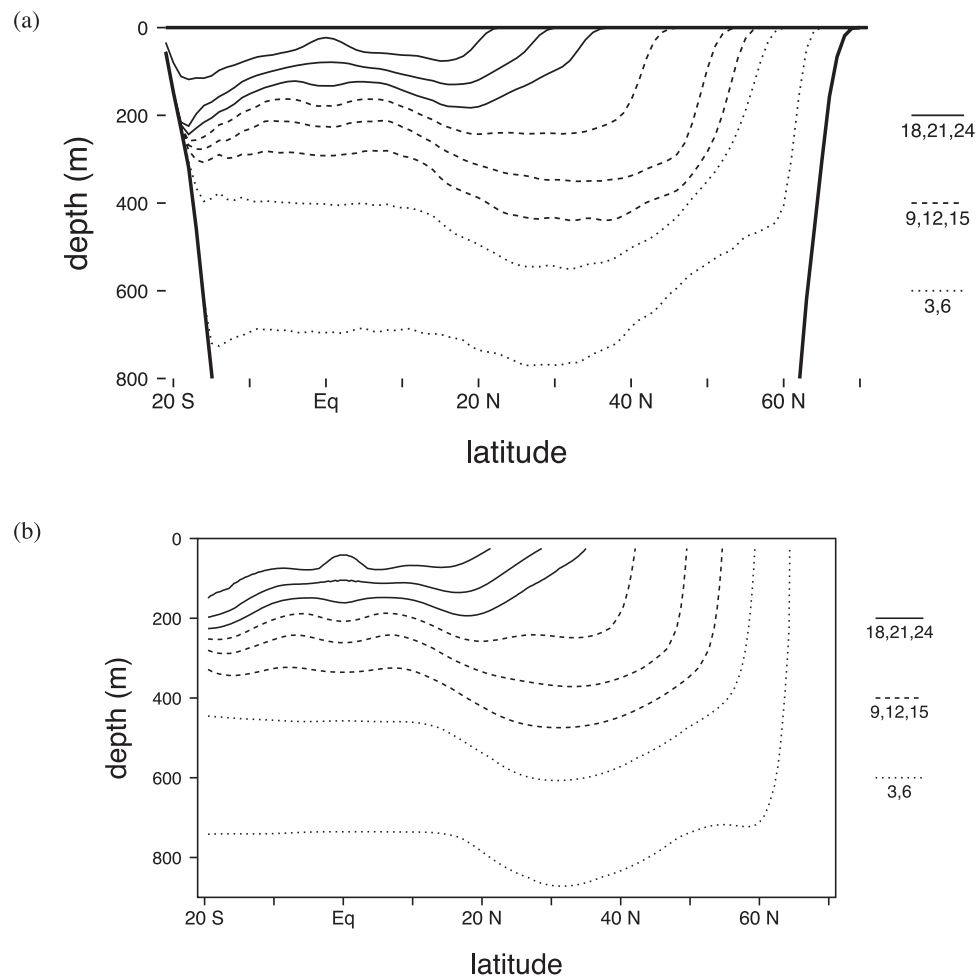 (a)
0
200
400
600
800
depth (m)
20 S
Eq
20 N
40 N
60 N
latitude
18,21,24
9,12,15
3,6
(b)
0
200
400
600
800
depth (m)
20 S
Eq
20 N
40 N
60 N
latitude
18,21,24
9,12,15
3,6